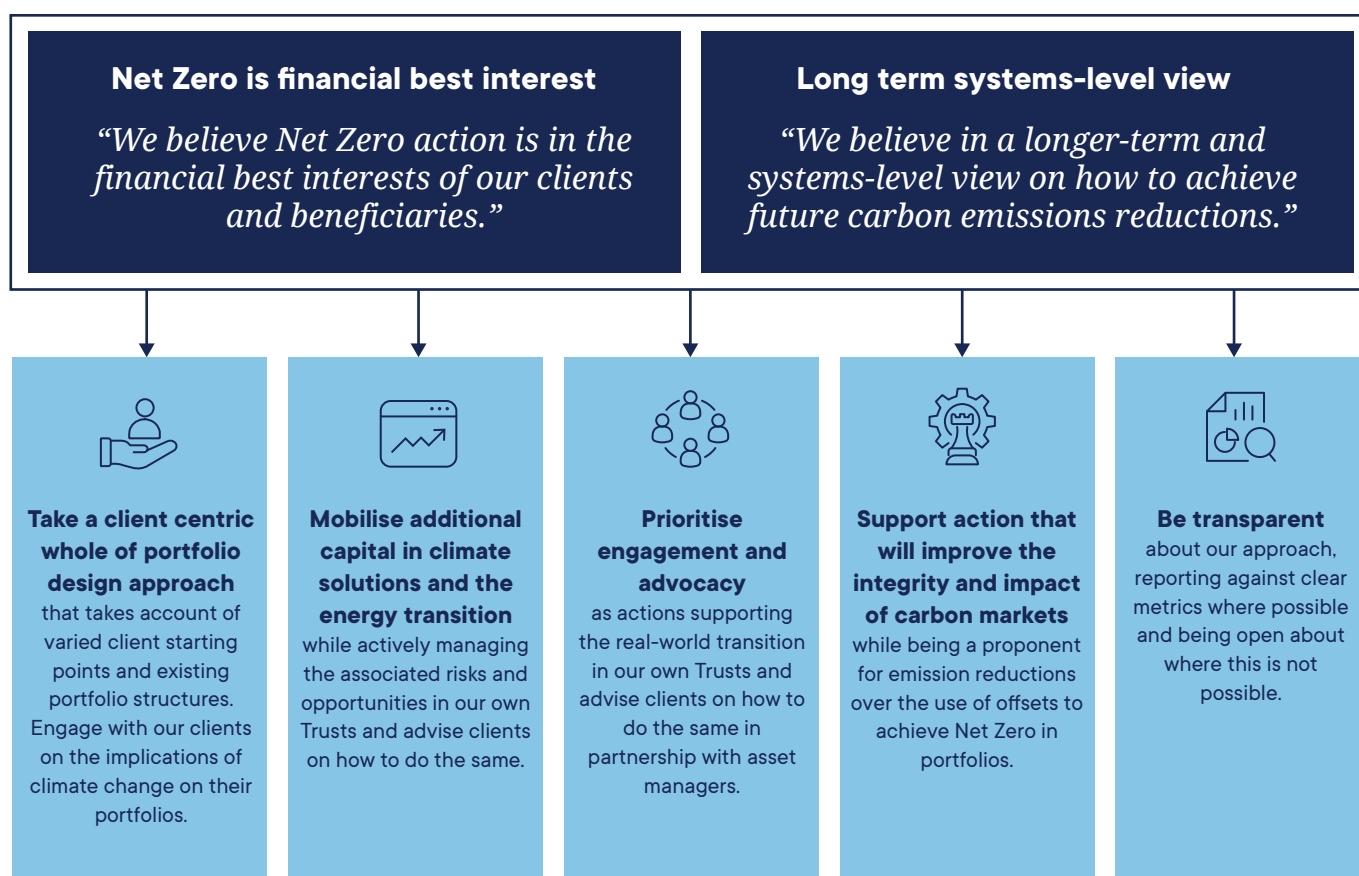 Net Zero is financial best interest
“We believe Net Zero action is in the
financial best interests of our clients
and beneficiaries.”
Long term systems-level view
“We believe in a longer-term and
systems-level view on how to achieve
future carbon emissions reductions.”
Take a client centric
whole of portfolio
design approach
that takes account of
varied client starting
points and existing
portfolio structures.
Engage with our clients
on the implications of
climate change on their
portfolios.
Mobilise additional
capital in climate
solutions and the
energy transition
while actively managing
the associated risks and
opportunities in our own
Trusts and advise clients
on how to do the same.
Prioritise
engagement and
advocacy
as actions supporting
the real-world transition
in our own Trusts and
advise clients on how to
do the same in
partnership with asset
managers.
Support action that
will improve the
integrity and impact
of carbon markets
while being a proponent
for emission reductions
over the use of offsets to
achieve Net Zero in
portfolios.
Be transparent
about our approach,
reporting against clear
metrics where possible
and being open about
where this is not
possible.